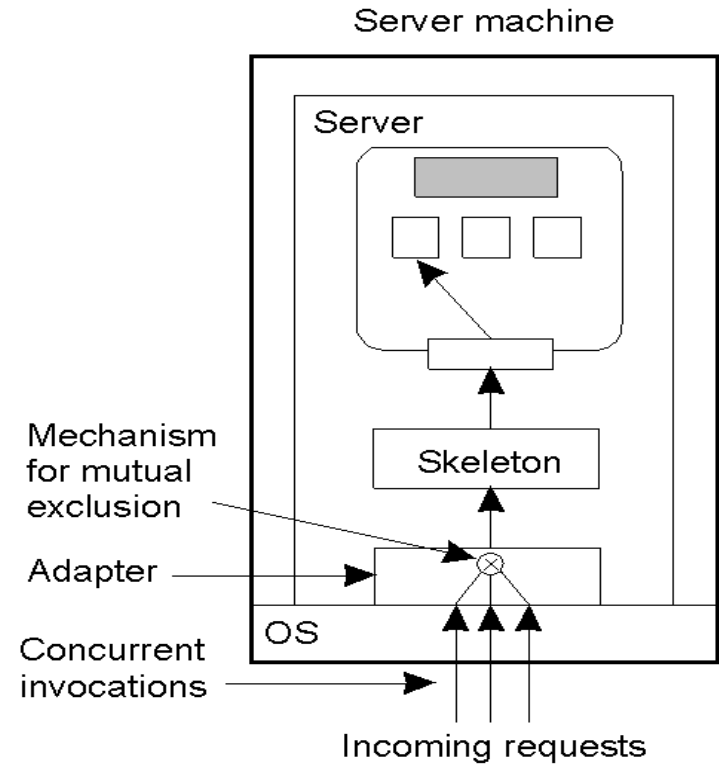 Server machine
Server
Mechanism
for mutual
exclusion
Skeleton
Adapter
OS
Concurrent
invocations
Incoming requests